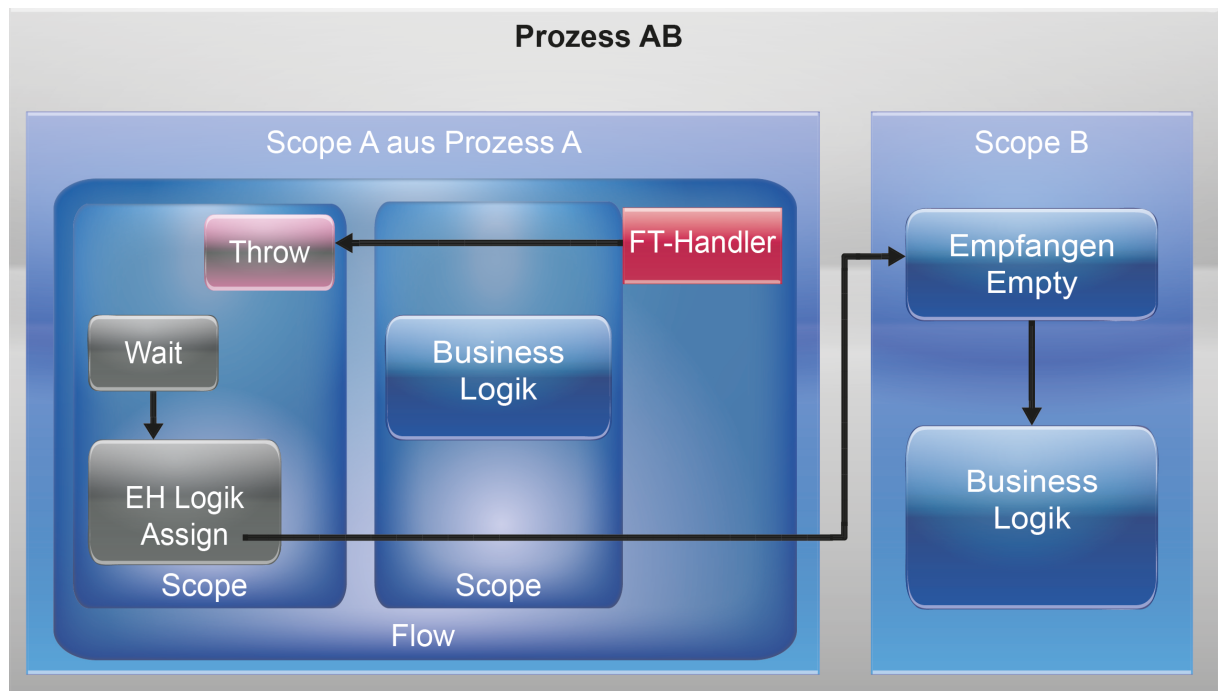 Prozess AB
Scope A aus Prozess A
Throw
Wait
EH Logik
Assign
Scope
Business
Logik
Scope
FT-Handler
Flow
Scope B
Empfangen
Empty
Business
Logik